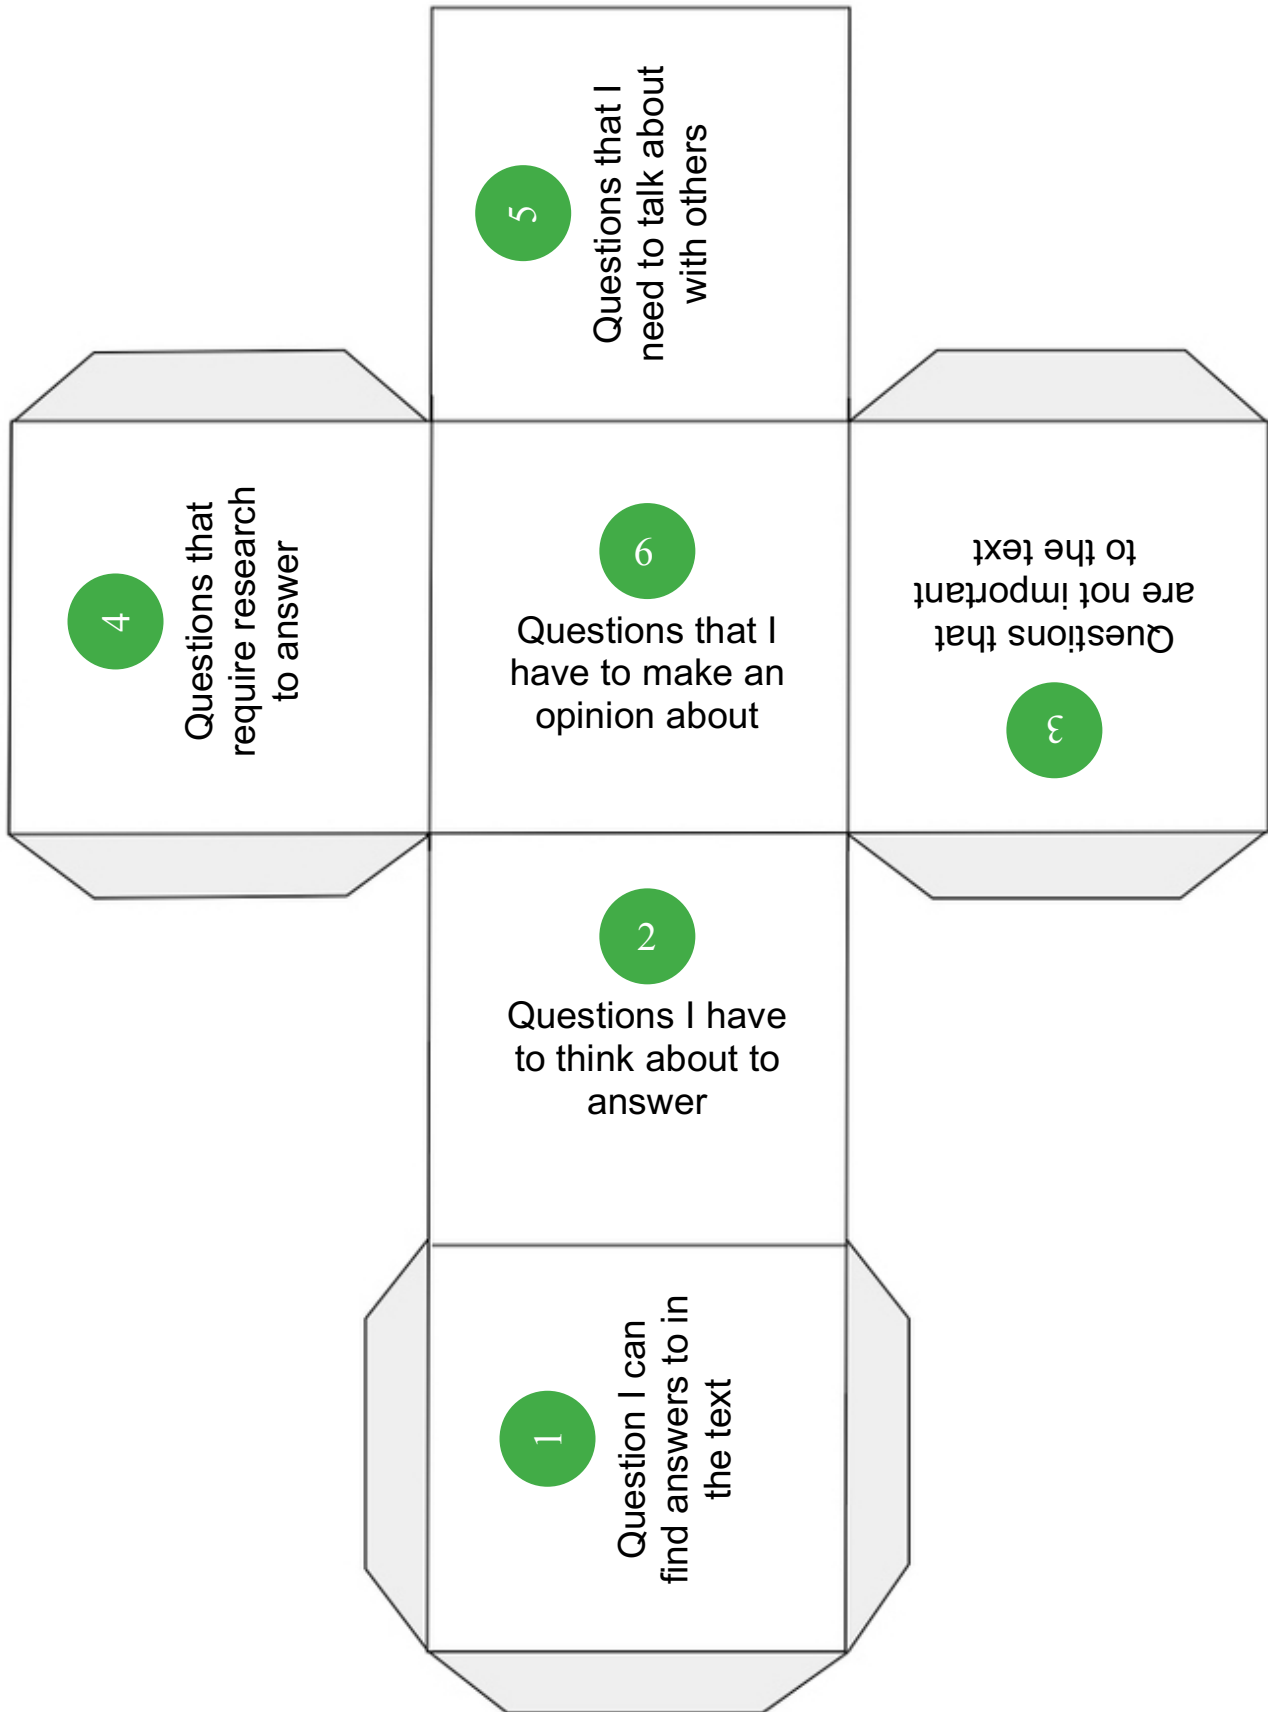 5
Questions that I
need to talk about
with others
4
Questions that
require research
to answer
6
Questions that I
have to make an
opinion about
3
Questions that
are not important
to the text
2
Questions I have
to think about to
answer
1
Question I can
find answers to in
the text